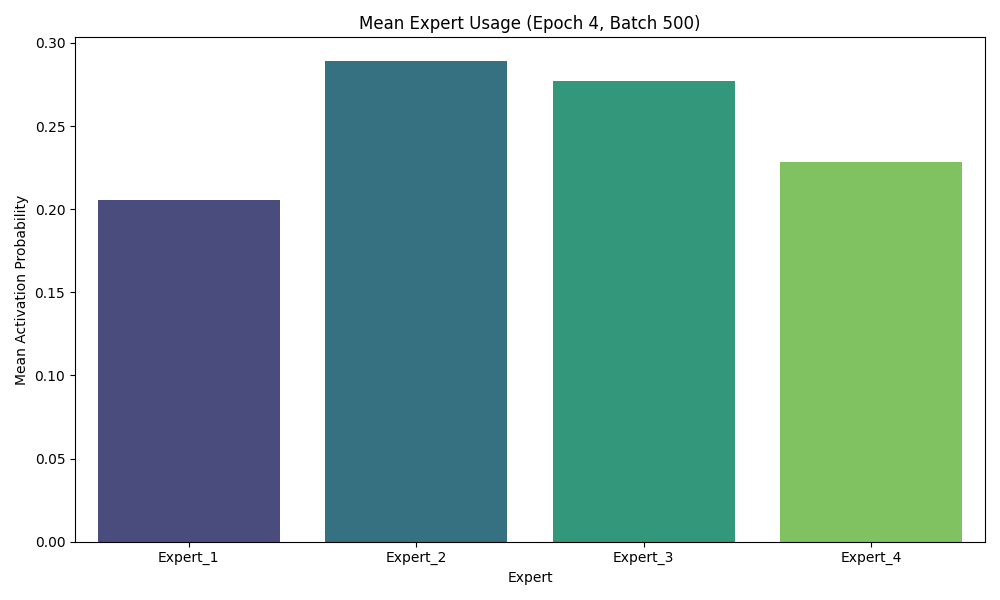 Mean Expert Usage (Epoch 4, Batch 500)
Mean Activation Probability
0.30
0.25
0.20
0.15
0.10
0.05
0.00
Expert_1
Expert_2
Expert_3
Expert_4
Expert